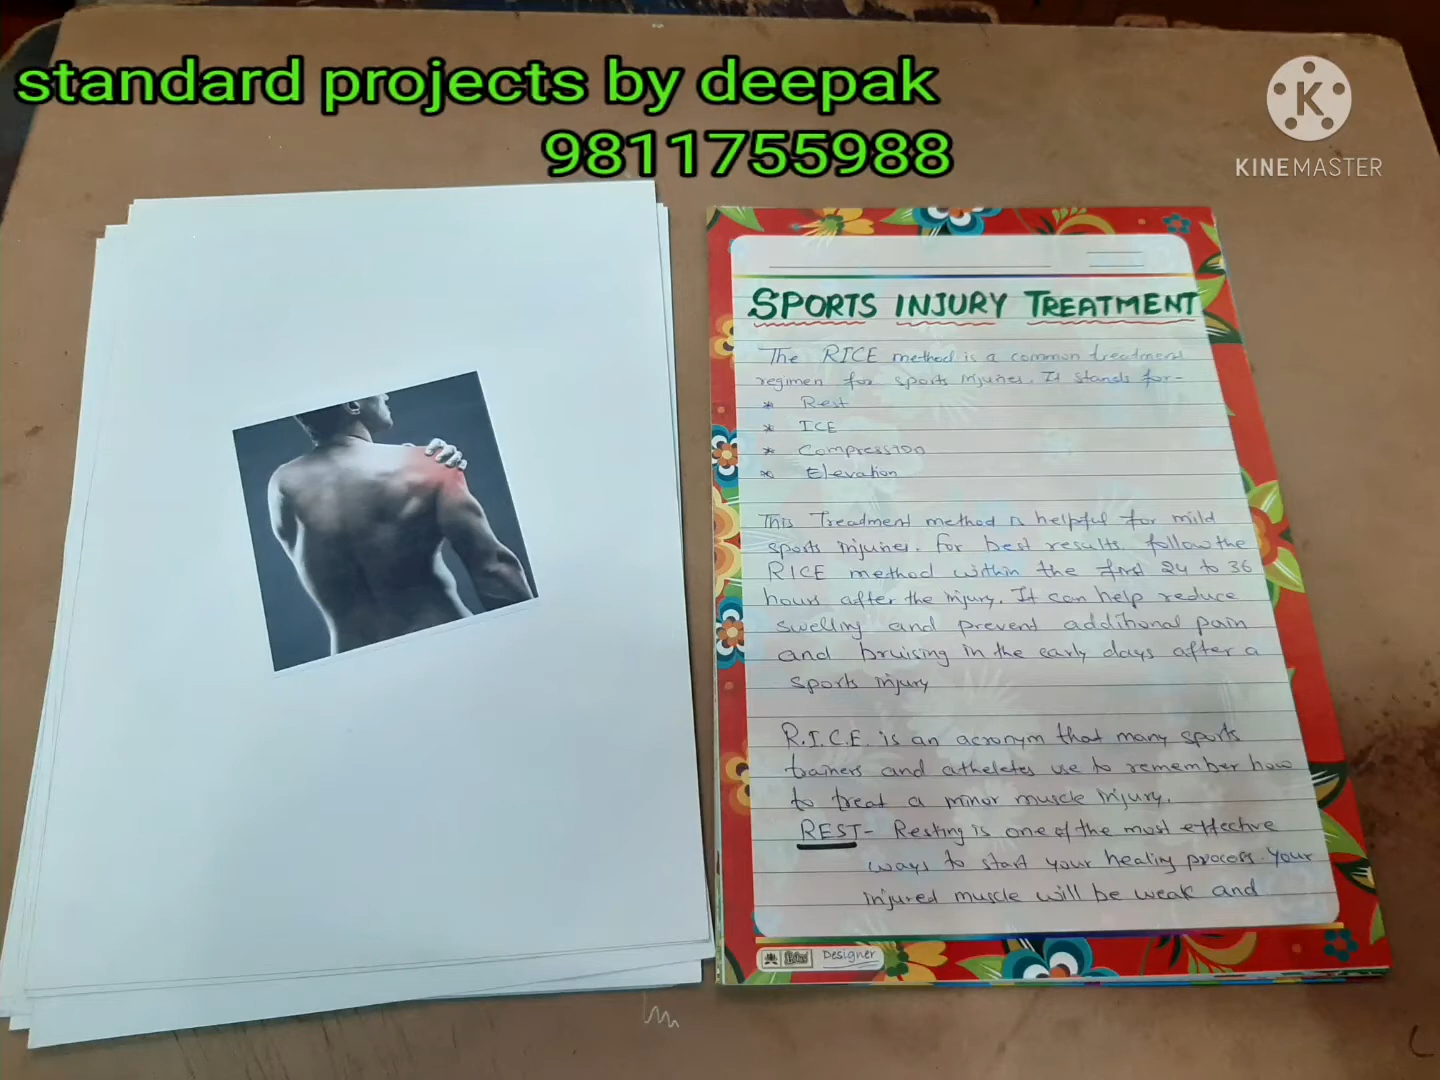 standard projects by deepak
9811755988
KINEMASTER
SPORTS INJURY TREATMENT
The RICE method is a common treatment
regimen for sports injuries. It stands for-
* Rest
* ICE
* Compression
* Elevation
This Treatment method is helpful for mild
sports injuries. For best results, follow the
RICE method within the first 24 to 36
hours after the injury. It can help reduce
swelling and prevent additional pain
and bruising in the early days after a
sports injury
R.I.C.E. is an acronym that many sports
trainers and atheletes use to remember how
to treat a minor muscle injury.
REST- Resting is one of the most effective
ways to start your healing process. Your
injured muscle will be weak and
Designer